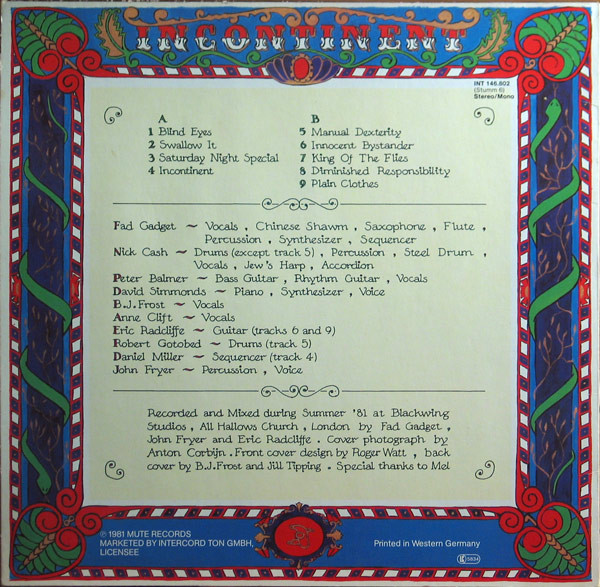 INCONTINENT
INT 146.802
(Stumm 6)
Stereo/Mono
A
1 Blind Eyes
2 Swallow It
3 Saturday Night Special
4 Incontinent
B
5 Manual Dexterity
6 Innocent Bystander
7 King Of The Flies
8 Diminished Responsibility
9 Plain Clothes
Fad Gadget ~ Vocals , Chinese Shawm , Saxophone , Flute ,
Percussion , Synthesizer , Sequencer
Nick Cash ~ Drums (except track 5) , Percussion , Steel Drum ,
Vocals , Jew's Harp , Accordion
Peter Balmer ~ Bass Guitar , Rhythm Guitar , Vocals
David Simmonds ~ Piano , Synthesizer , Voice
B.J.Frost ~ Vocals
Anne Clift ~ Vocals
Eric Radcliffe ~ Guitar (tracks 6 and 9)
Robert Gotobed ~ Drums (track 5)
Daniel Miller ~ Sequencer (track 4)
John Fryer ~ Percussion , Voice
Recorded and Mixed during Summer '81 at Blackwing
Studios , All Hallows Church , London by Fad Gadget ,
John Fryer and Eric Radcliffe . Cover photograph by
Anton Corbijn . Front cover design by Roger Watt , back
cover by B.J.Frost and Jill Tipping . Special thanks to Mel
℗ 1981 MUTE RECORDS
MARKETED BY INTERCORD TON GMBH,
LICENSEE
Printed in Western Germany